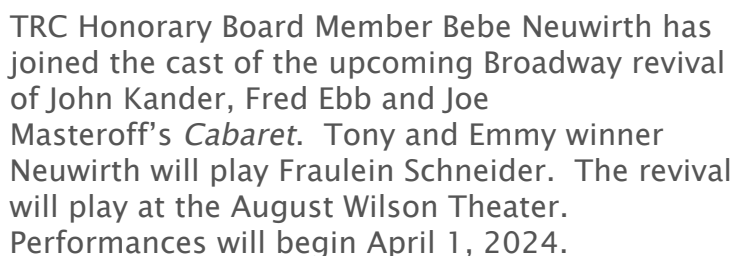 TRC Honorary Board Member Bebe Neuwirth has
joined the cast of the upcoming Broadway revival
of John Kander, Fred Ebb and Joe
Masteroff’s Cabaret.  Tony and Emmy winner
Neuwirth will play Fraulein Schneider.  The revival
will play at the August Wilson Theater.
Performances will begin April 1, 2024.